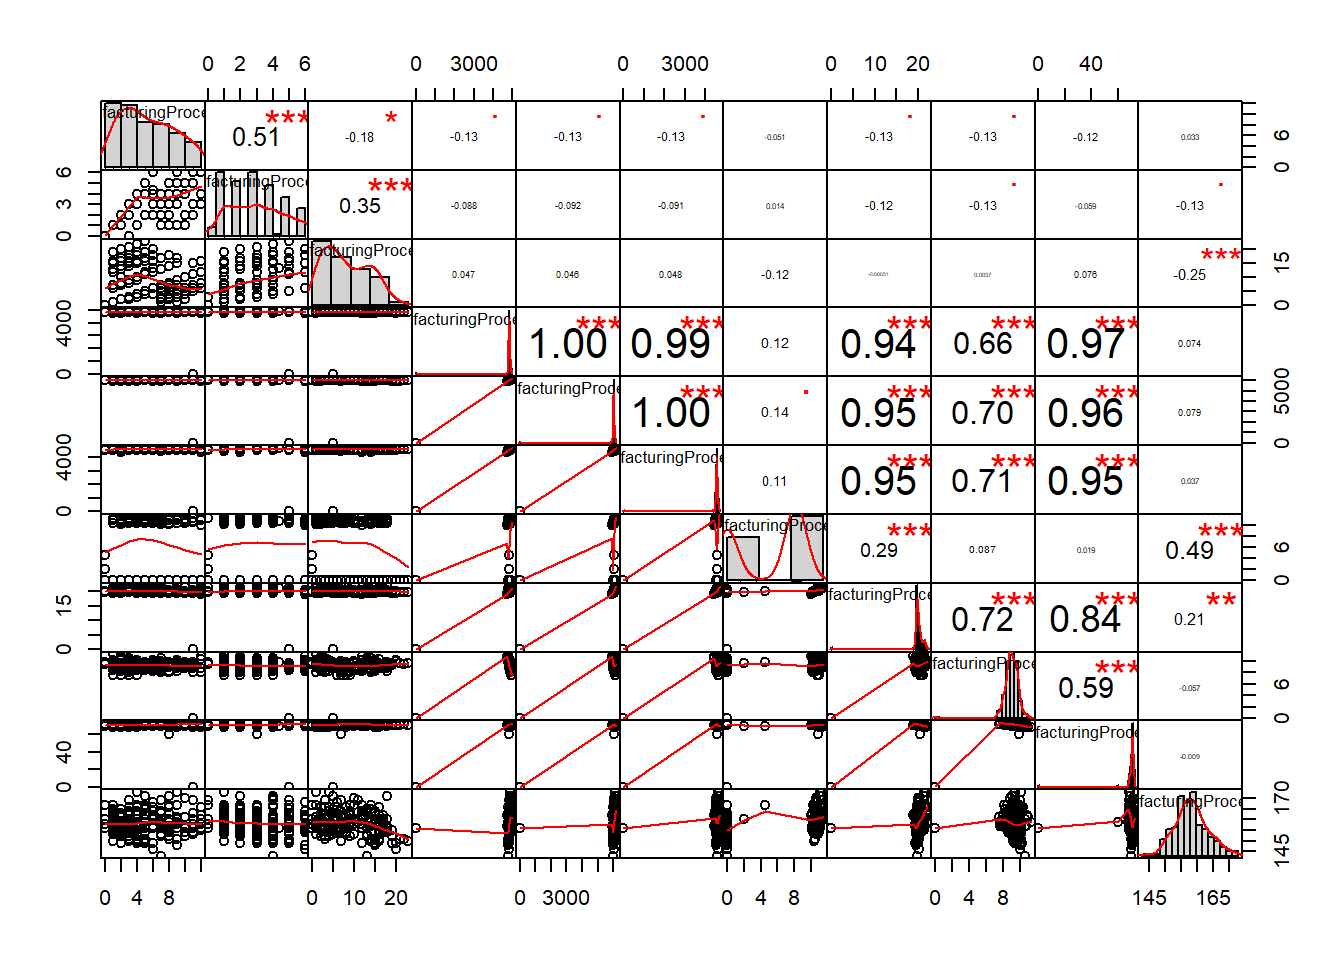 0 2 4 6 0 3000 0 3000 0 10 20 0 40
facturingProce 0.51 *** -0.18 * -0.13 . -0.13 . -0.13 . -0.051 -0.13 . -0.13 . -0.12 0.033 0 6
0 3 6 facturingProce 0.35 *** -0.088 -0.092 -0.091 0.014 -0.12 -0.13 . -0.059 -0.13 .
facturingProce 0.047 0.046 0.048 -0.12 -0.00051 0.0037 0.076 -0.25 *** 0 15
0 4000 facturingProce 1.00 *** 0.99 *** 0.12 0.94 *** 0.66 *** 0.97 *** 0.074
facturingProce 1.00 *** 0.14 . 0.95 *** 0.70 *** 0.96 *** 0.079 0 5000
0 4000 facturingProce 0.11 0.95 *** 0.71 *** 0.95 *** 0.037
facturingProce 0.29 *** 0.087 0.019 0.49 *** 0 6
0 15 facturingProce 0.72 *** 0.84 *** 0.21 **
facturingProce 0.59 *** -0.057 0 6
0 40 facturingProce -0.009
facturingProce 145 170
0 4 8 0 10 20 0 3000 0 4 8 0 4 8 145 165